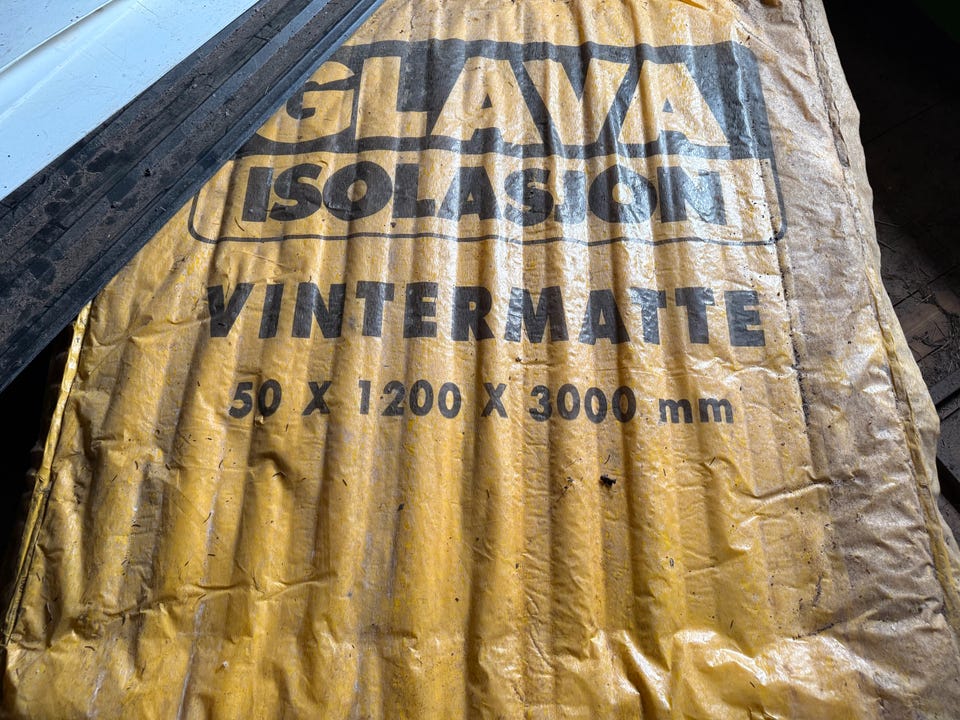 GLAVA
ISOLASJON
VINTERMATTE
50 X 1200 X 3000 mm